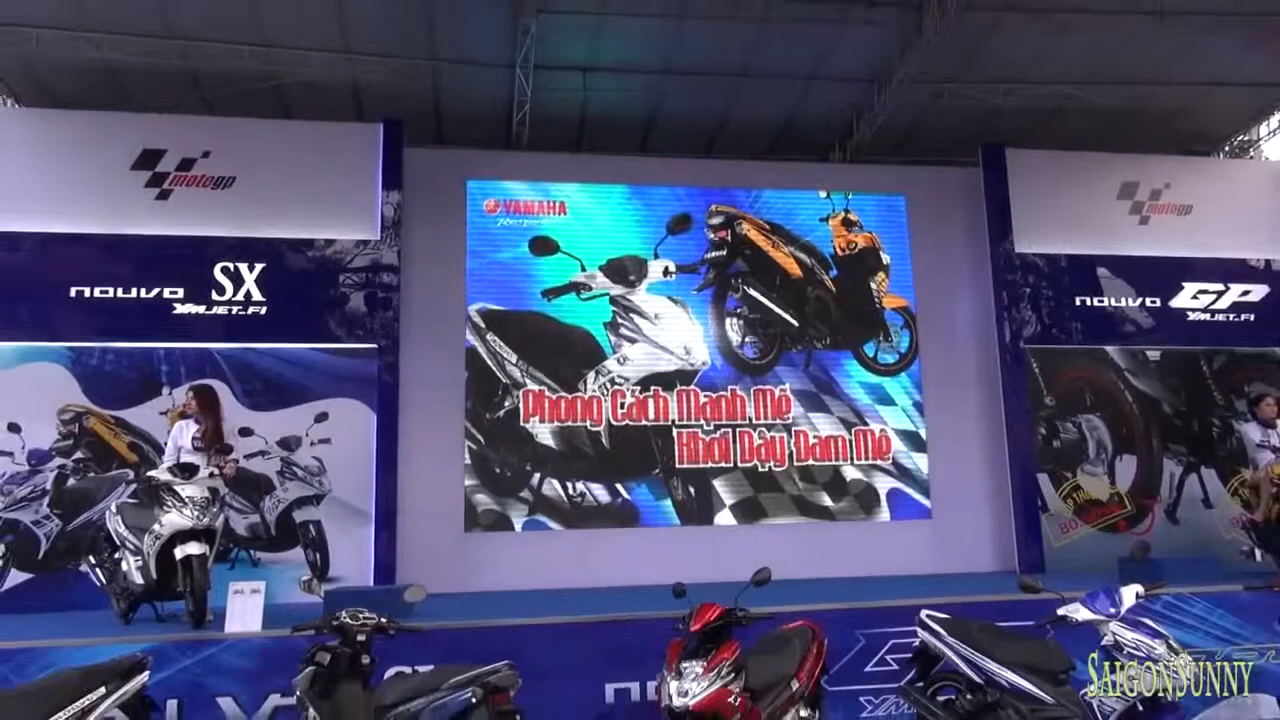 motogp
nouvo SX
YMJET-FI
YAMAHA
Phong Cách Mạnh Mẽ
Khơi Dậy Đam Mê
motogp
nouvo GP
YMJET-FI
SAIGONSUNNY